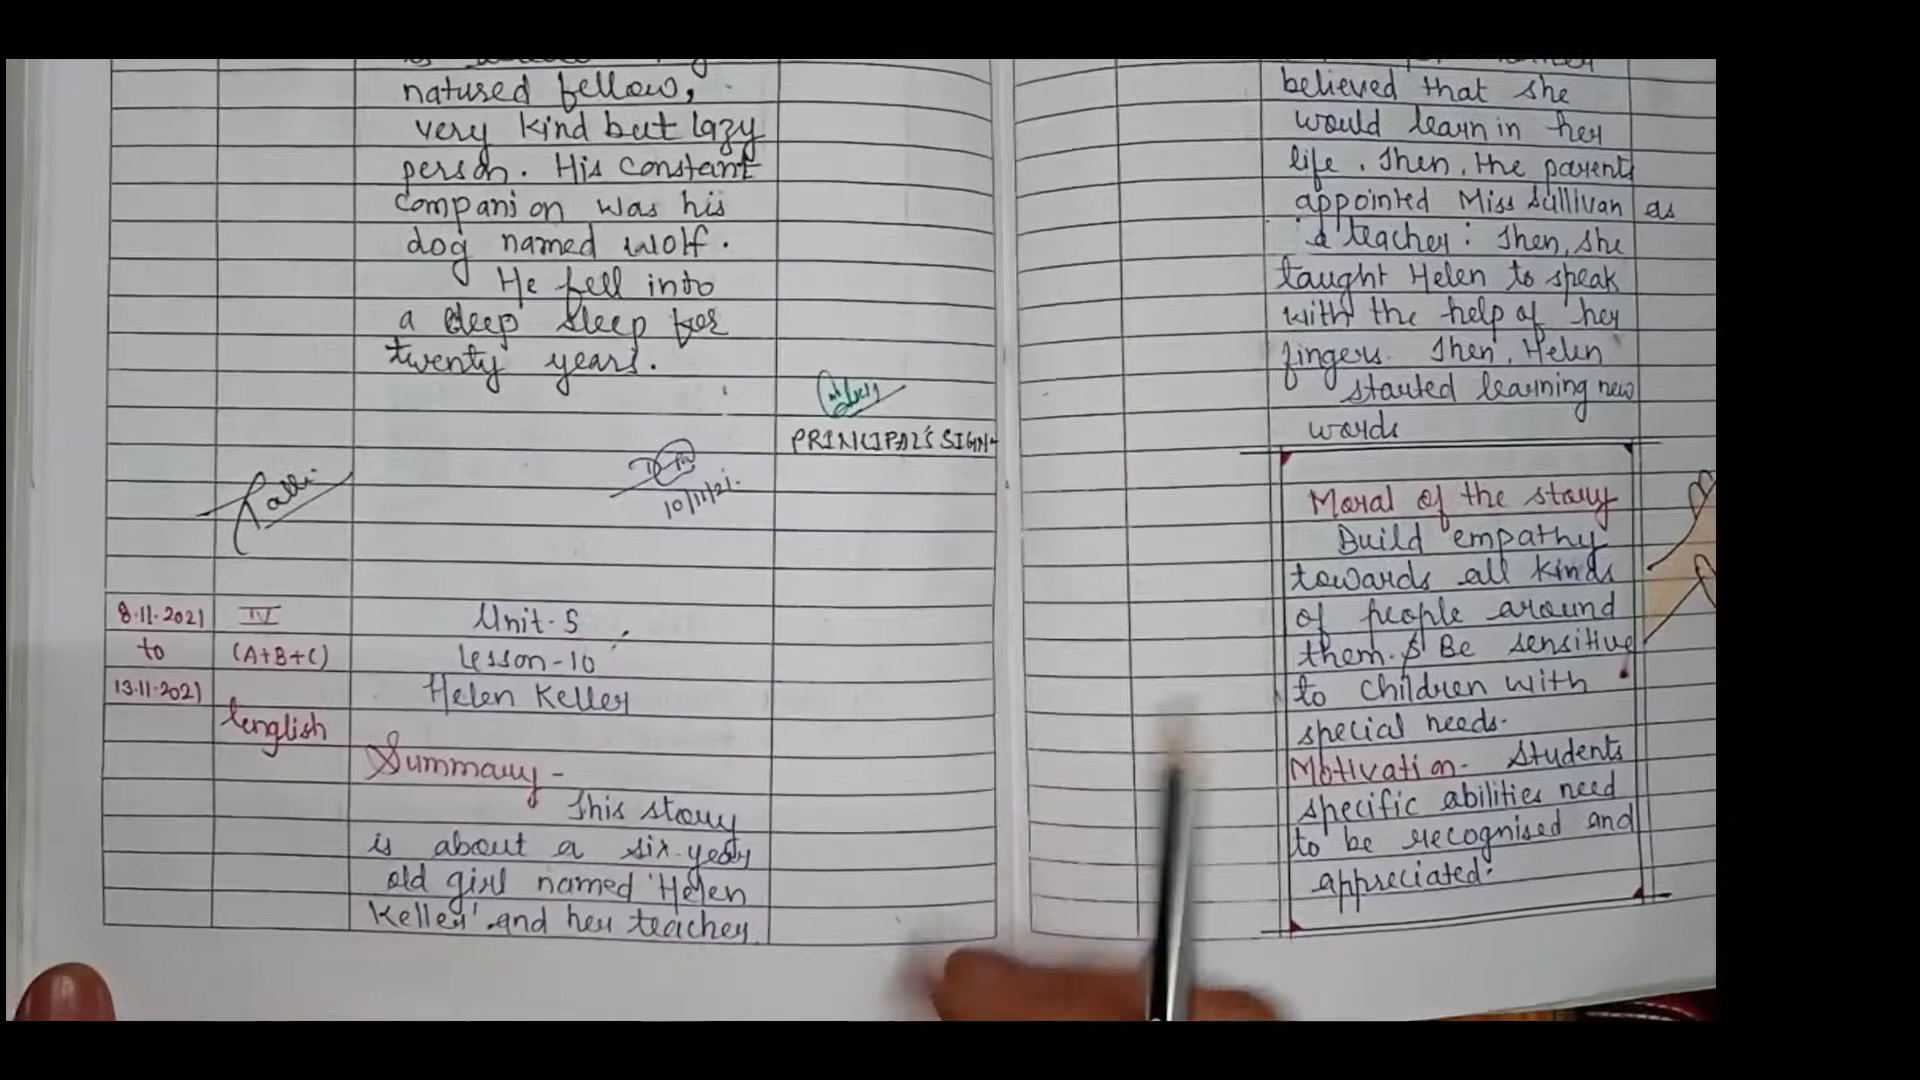 natured fellow,
very kind but lazy
person. His constant
companion was his
dog named wolf.
He fell into
a deep sleep for
twenty years.
PRINCIPAL'S SIGN-
10/11/21.
8.11.2021 IV Unit-5
to (A+B+C) Lesson-10
13.11.2021 Helen Keller
English
Summary-
This story
is about a six-year
old girl named 'Helen
Keller' and her teacher
believed that she
would learn in her
life. Then, the parents
appointed Miss Sullivan as
a teacher. Then, she
taught Helen to speak
with the help of her
fingers. Then, Helen
started learning new
words
Moral of the story
Build empathy
towards all kinds
of people around
them. & Be sensitive
to children with
special needs.
Motivation- Students
specific abilities need
to be recognised and
appreciated.